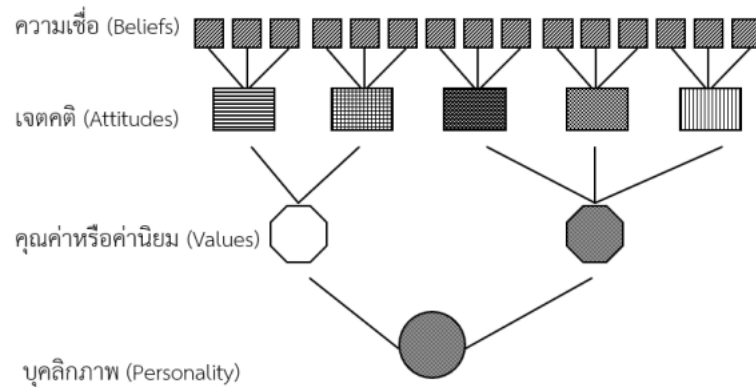 ความเชื่อ (Beliefs)
เจตคติ (Attitudes)
คุณค่าหรือค่านิยม (Values)
บุคลิกภาพ (Personality)